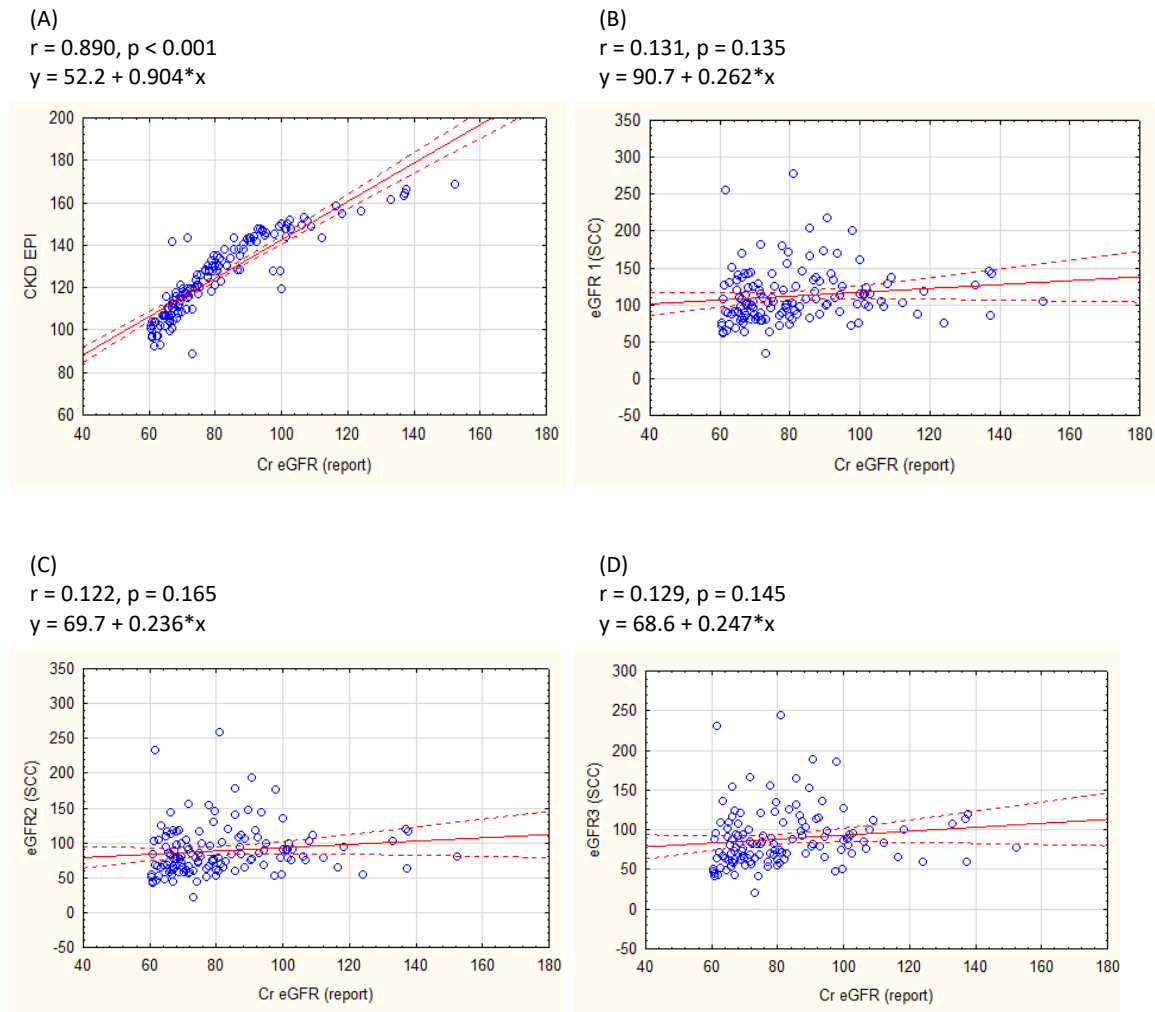 (A)
r = 0.890, p < 0.001
y = 52.2 + 0.904*x
200
180
160
140
120
100
80
60
CKD EPI
40 60 80 100 120 140 160 180
Cr eGFR (report)
(B)
r = 0.131, p = 0.135
y = 90.7 + 0.262*x
350
300
250
200
150
100
50
0
-50
eGFR 1(SCC)
40 60 80 100 120 140 160 180
Cr eGFR (report)
(C)
r = 0.122, p = 0.165
y = 69.7 + 0.236*x
350
300
250
200
150
100
50
0
-50
eGFR2 (SCC)
40 60 80 100 120 140 160 180
Cr eGFR (report)
(D)
r = 0.129, p = 0.145
y = 68.6 + 0.247*x
300
250
200
150
100
50
0
-50
eGFR3 (SCC)
40 60 80 100 120 140 160 180
Cr eGFR (report)